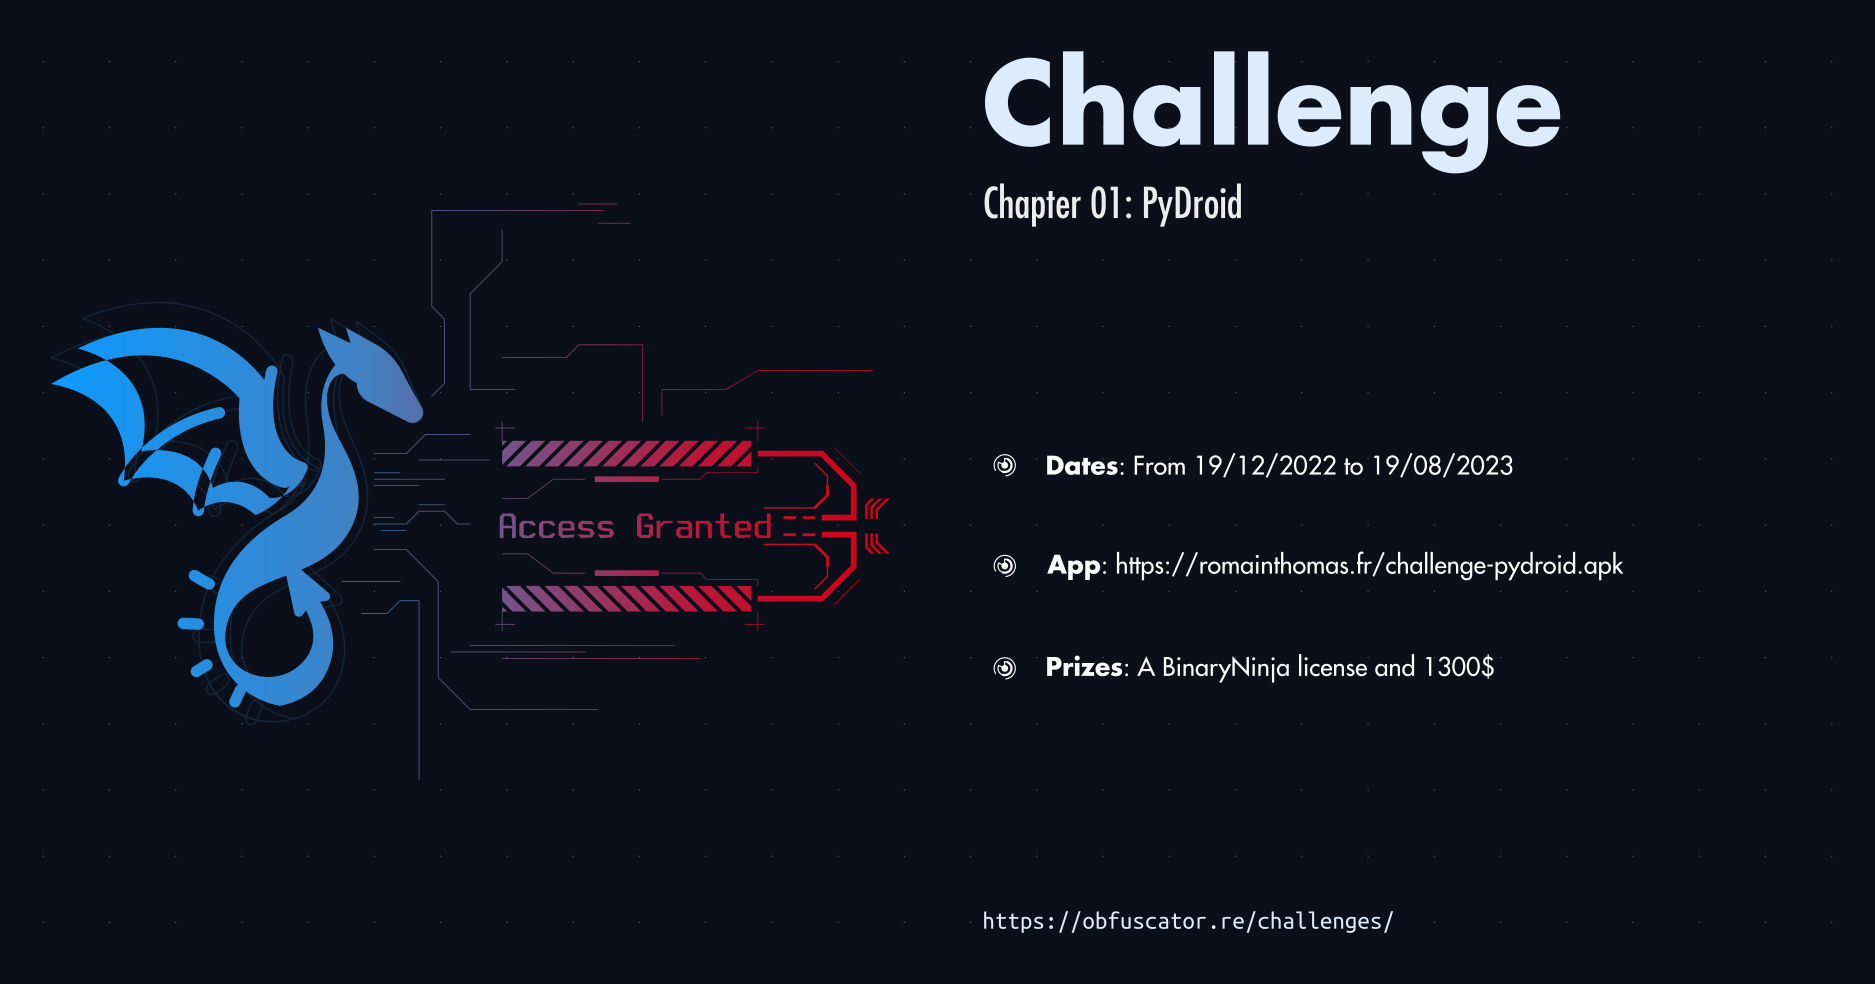 Challenge
Chapter 01: PyDroid
Access Granted
Dates: From 19/12/2022 to 19/08/2023
App: https://romainthomas.fr/challenge-pydroid.apk
Prizes: A BinaryNinja license and 1300$
https://obfuscator.re/challenges/